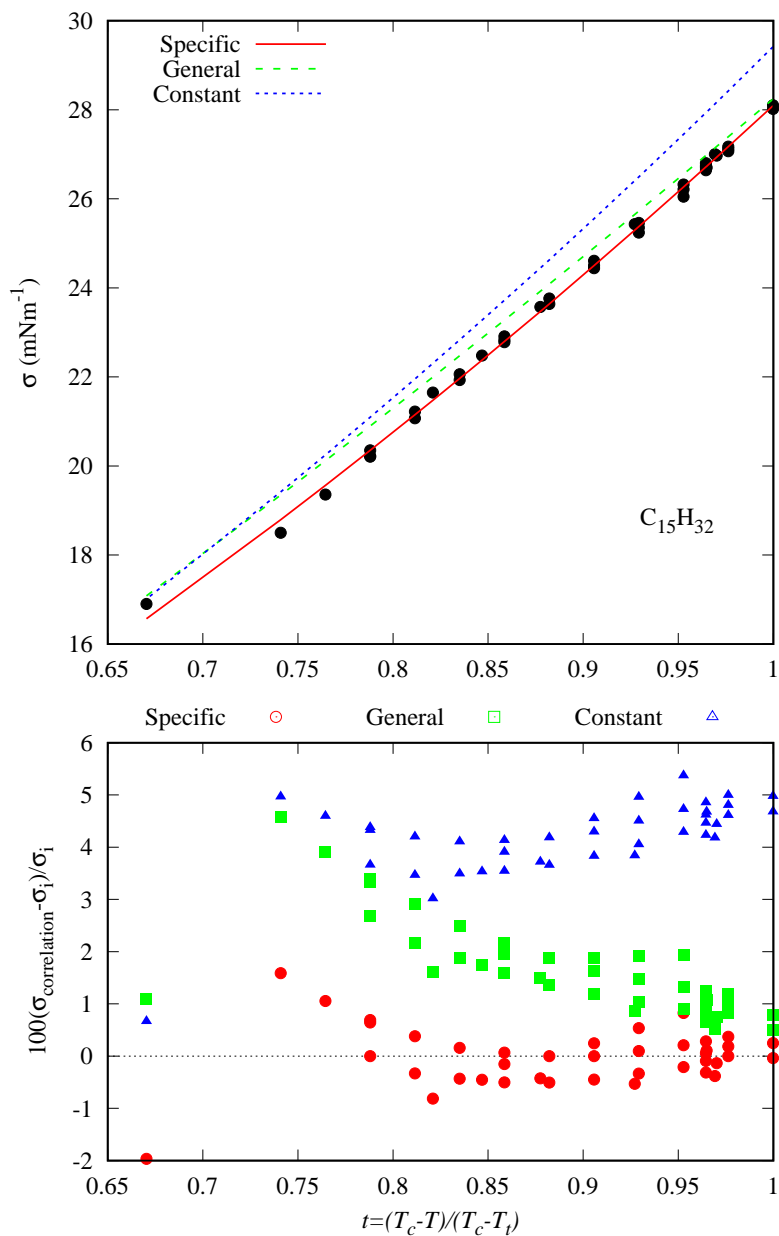 30
28
26
24
22
20
18
16
σ (mNm⁻¹)
Specific
General
Constant
C₁₅H₃₂
0.65 0.7 0.75 0.8 0.85 0.9 0.95 1
Specific General Constant
6
5
4
3
2
1
0
-1
-2
100(σcorrelation-σi)/σi
0.65 0.7 0.75 0.8 0.85 0.9 0.95 1
t=(T_c-T)/(T_c-T_t)